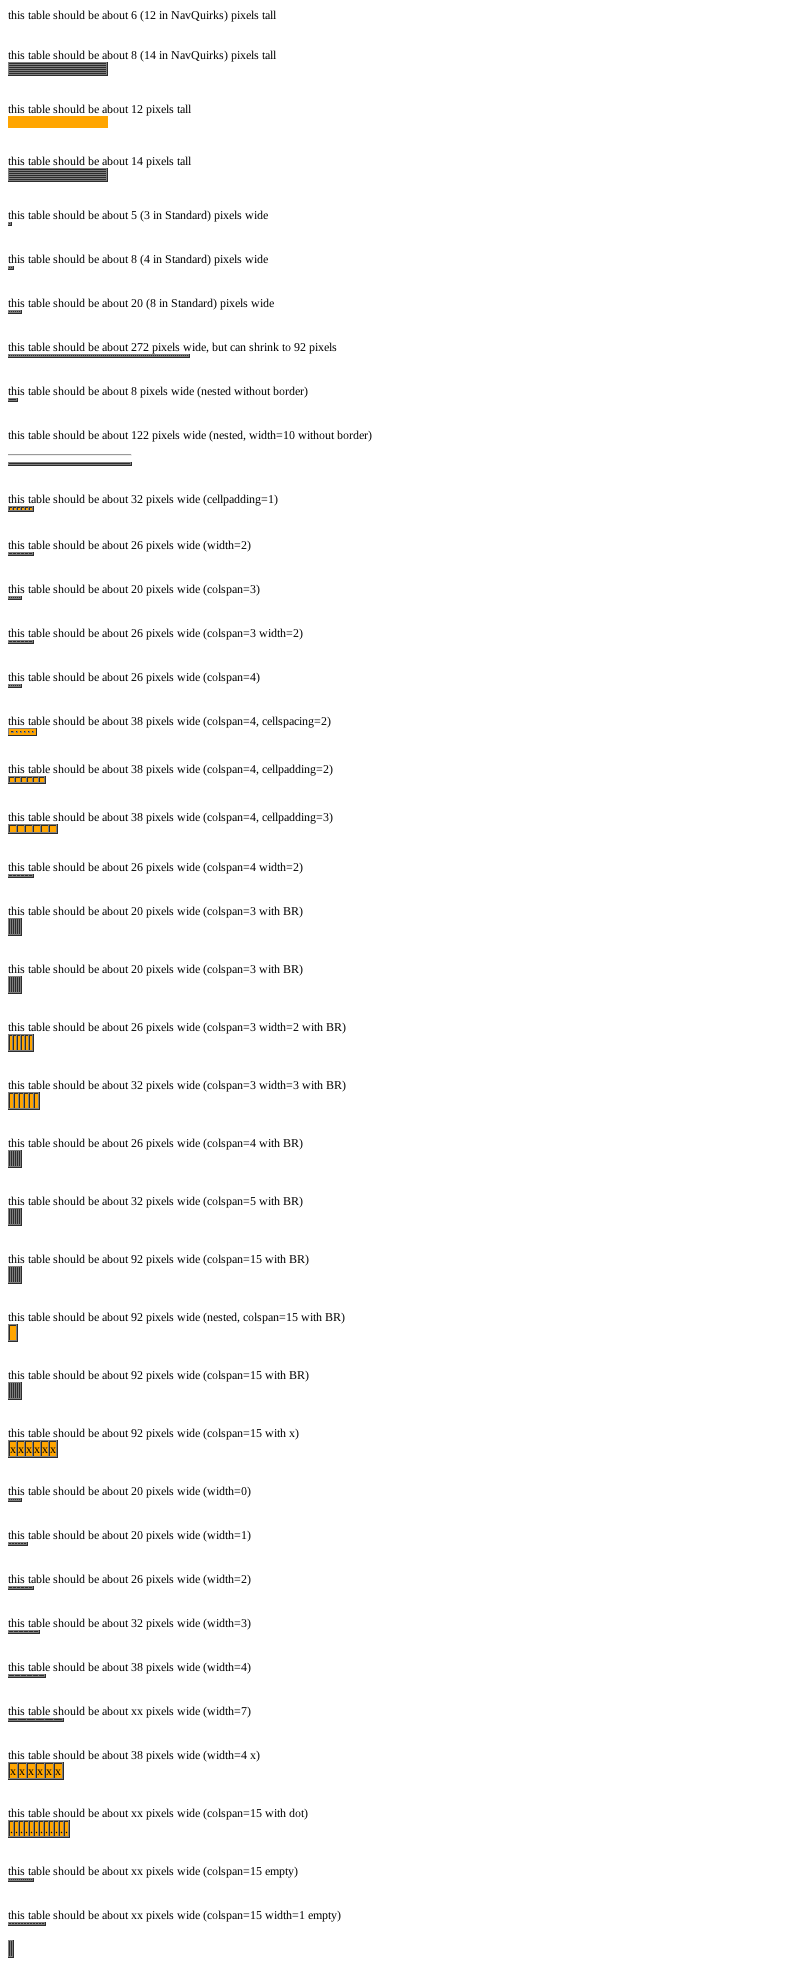 this table should be about 6 (12 in NavQuirks) pixels tall
this table should be about 8 (14 in NavQuirks) pixels tall
this table should be about 12 pixels tall
this table should be about 14 pixels tall
this table should be about 5 (3 in Standard) pixels wide
this table should be about 8 (4 in Standard) pixels wide
this table should be about 20 (8 in Standard) pixels wide
this table should be about 272 pixels wide, but can shrink to 92 pixels
this table should be about 8 pixels wide (nested without border)
this table should be about 122 pixels wide (nested, width=10 without border)
this table should be about 32 pixels wide (cellpadding=1)
this table should be about 26 pixels wide (width=2)
this table should be about 20 pixels wide (colspan=3)
this table should be about 26 pixels wide (colspan=3 width=2)
this table should be about 26 pixels wide (colspan=4)
this table should be about 38 pixels wide (colspan=4, cellspacing=2)
this table should be about 38 pixels wide (colspan=4, cellpadding=2)
this table should be about 38 pixels wide (colspan=4, cellpadding=3)
this table should be about 26 pixels wide (colspan=4 width=2)
this table should be about 20 pixels wide (colspan=3 with BR)
this table should be about 20 pixels wide (colspan=3 with BR)
this table should be about 26 pixels wide (colspan=3 width=2 with BR)
this table should be about 32 pixels wide (colspan=3 width=3 with BR)
this table should be about 26 pixels wide (colspan=4 with BR)
this table should be about 32 pixels wide (colspan=5 with BR)
this table should be about 92 pixels wide (colspan=15 with BR)
this table should be about 92 pixels wide (nested, colspan=15 with BR)
this table should be about 92 pixels wide (colspan=15 with BR)
this table should be about 92 pixels wide (colspan=15 with x)
x x x x x x
this table should be about 20 pixels wide (width=0)
this table should be about 20 pixels wide (width=1)
this table should be about 26 pixels wide (width=2)
this table should be about 32 pixels wide (width=3)
this table should be about 38 pixels wide (width=4)
this table should be about xx pixels wide (width=7)
this table should be about 38 pixels wide (width=4 x)
x x x x x x
this table should be about xx pixels wide (colspan=15 with dot)
. . . . . . . . . . . .
this table should be about xx pixels wide (colspan=15 empty)
this table should be about xx pixels wide (colspan=15 width=1 empty)